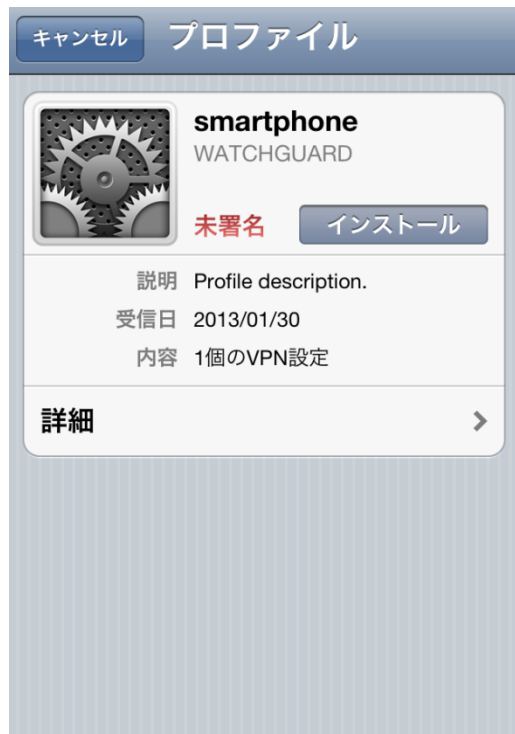 キャンセル プロファイル
smartphone
WATCHGUARD
未署名 インストール
説明 Profile description.
受信日 2013/01/30
内容 1個のVPN設定
詳細